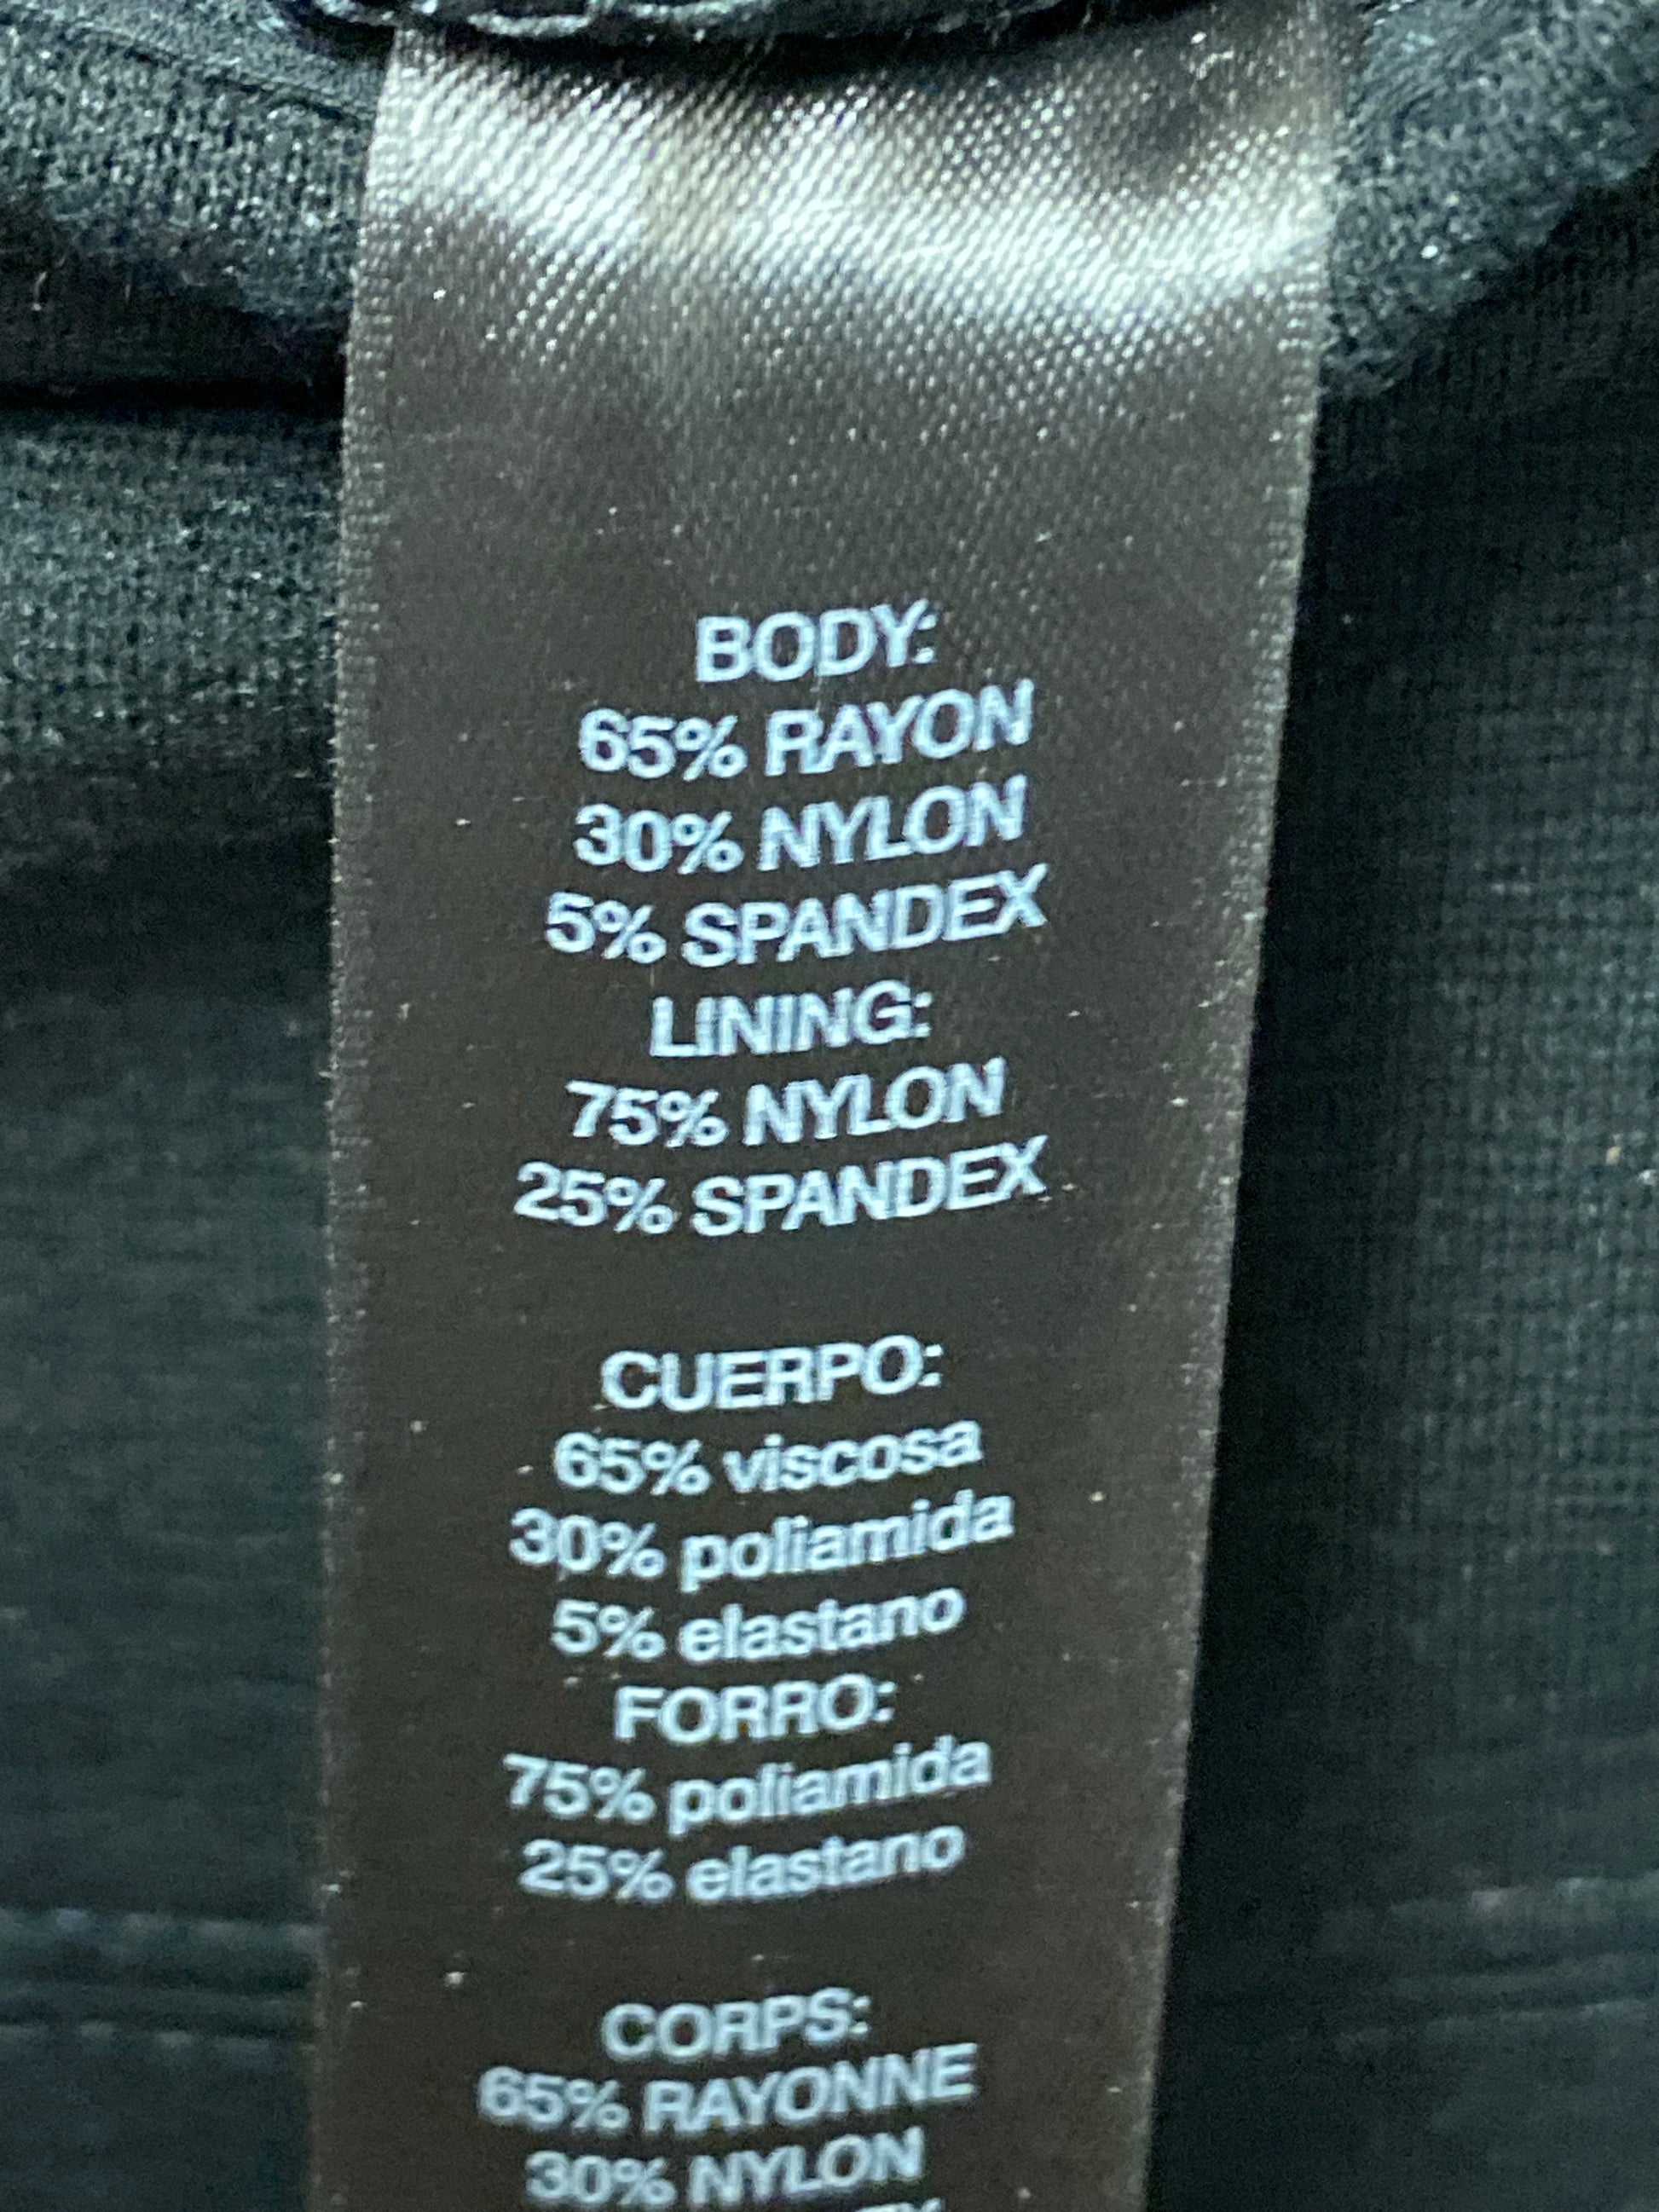 BODY:
65% RAYON
30% NYLON
5% SPANDEX
LINING:
75% NYLON
25% SPANDEX
CUERPO:
65% viscosa
30% poliamida
5% elastano
FORRO:
75% poliamida
25% elastano
CORPS:
65% RAYONNE
30% NYLON